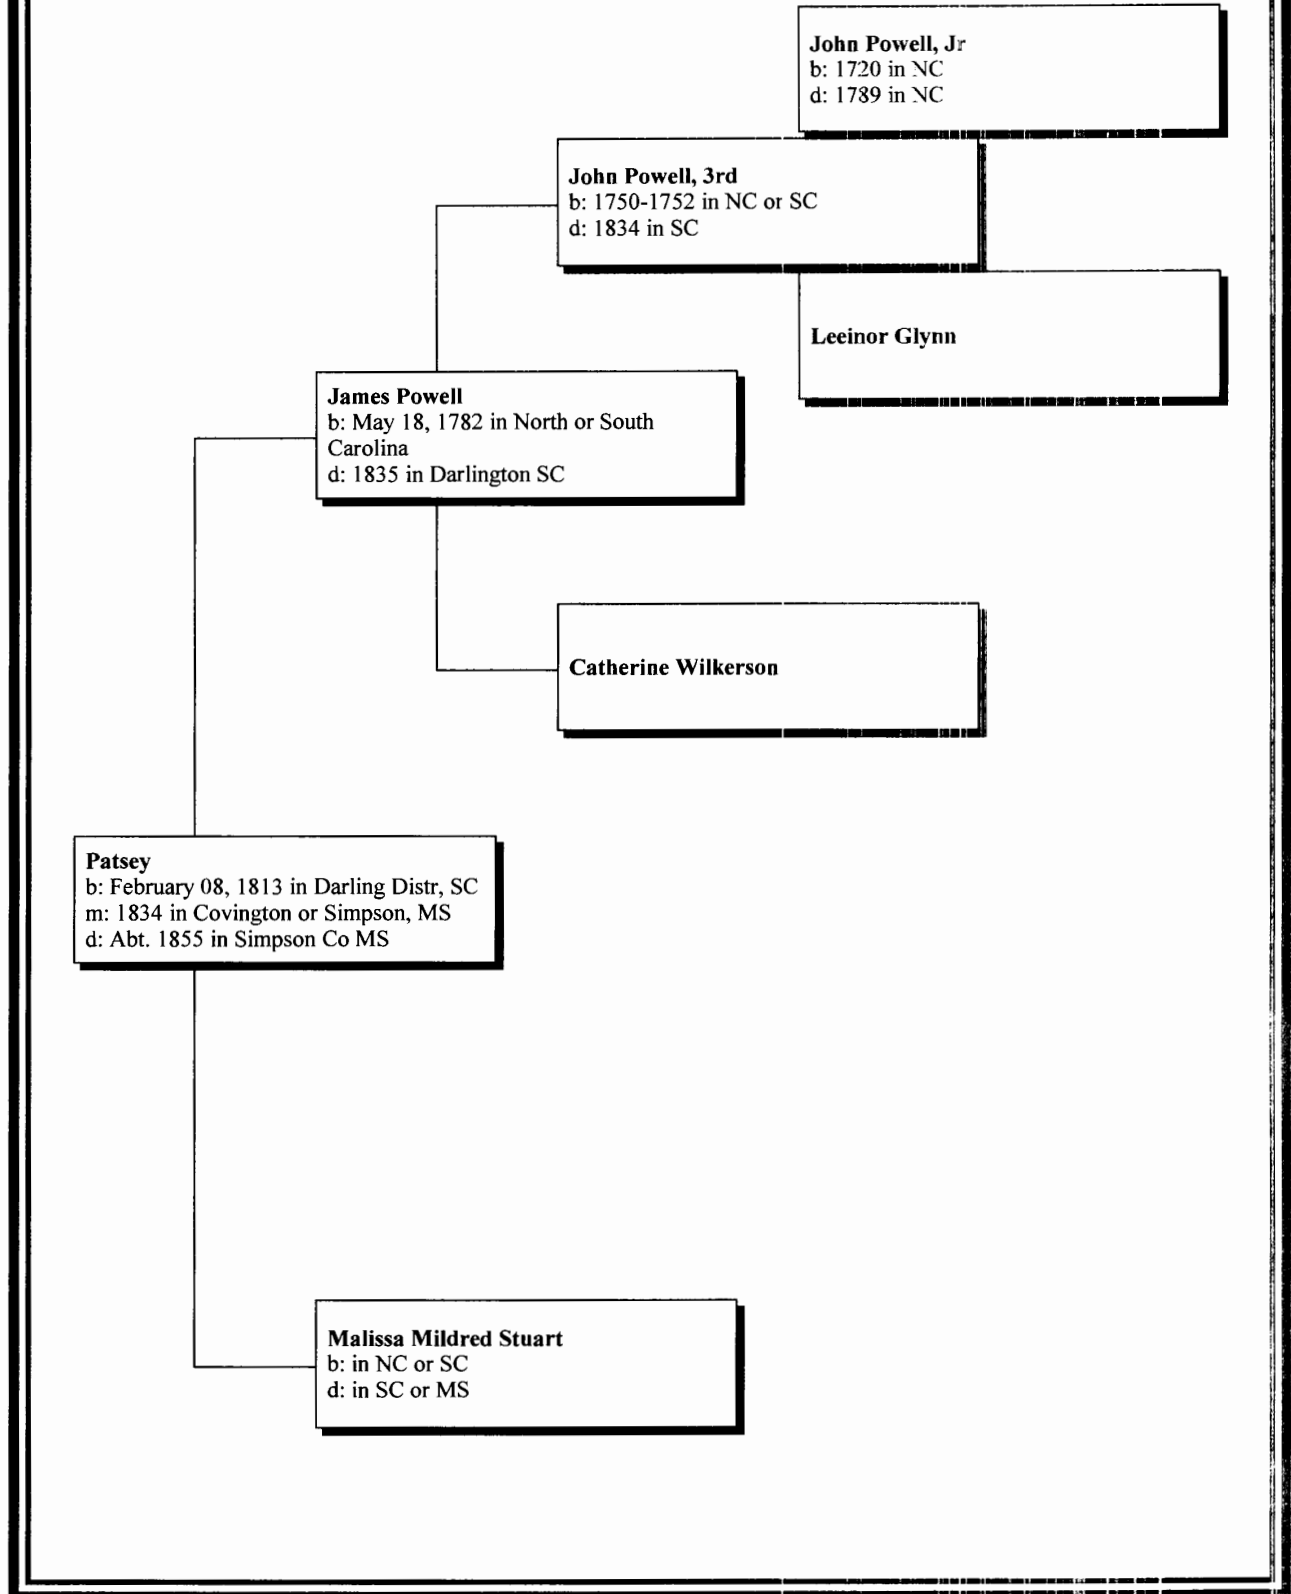 John Powell, Jr
b: 1720 in NC
d: 1789 in NC
John Powell, 3rd
b: 1750-1752 in NC or SC
d: 1834 in SC
Leeinor Glynn
James Powell
b: May 18, 1782 in North or South
Carolina
d: 1835 in Darlington SC
Catherine Wilkerson
Patsey
b: February 08, 1813 in Darling Distr, SC
m: 1834 in Covington or Simpson, MS
d: Abt. 1855 in Simpson Co MS
Malissa Mildred Stuart
b: in NC or SC
d: in SC or MS